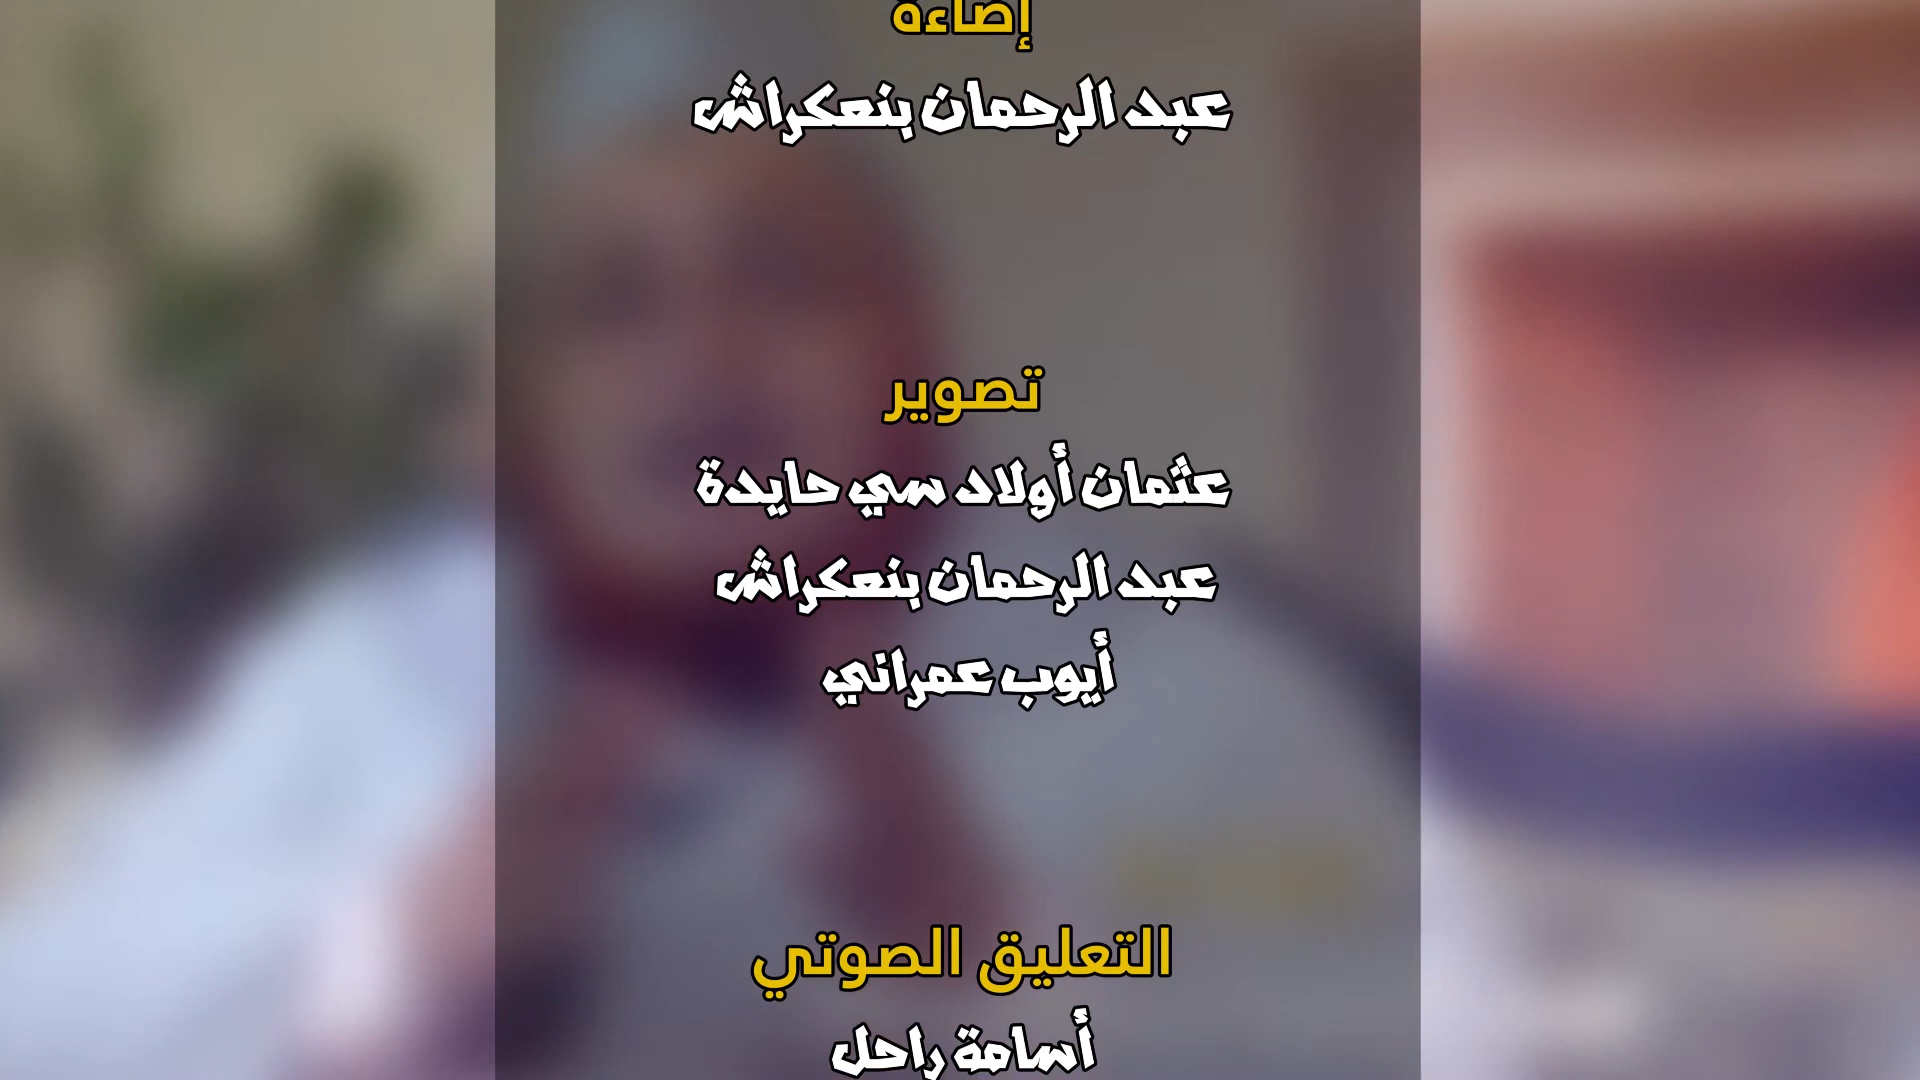 إضاءة
عبد الرحمان بنعكراش
تصوير
عثمان أولاد سي حايدة
عبد الرحمان بنعكراش
أيوب عمراني
التعليق الصوتي
أسامة راحل